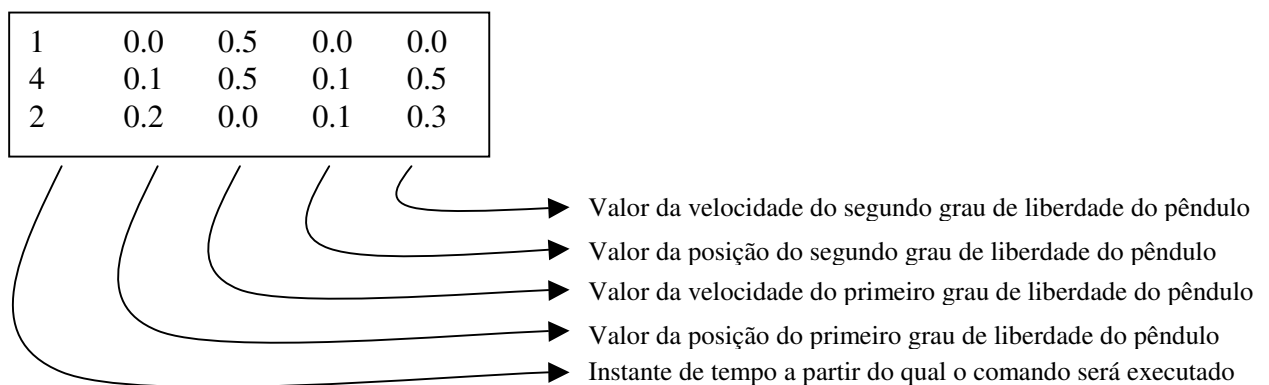 1 0.0 0.5 0.0 0.0
4 0.1 0.5 0.1 0.5
2 0.2 0.0 0.1 0.3
Valor da velocidade do segundo grau de liberdade do pêndulo
Valor da posição do segundo grau de liberdade do pêndulo
Valor da velocidade do primeiro grau de liberdade do pêndulo
Valor da posição do primeiro grau de liberdade do pêndulo
Instante de tempo a partir do qual o comando será executado